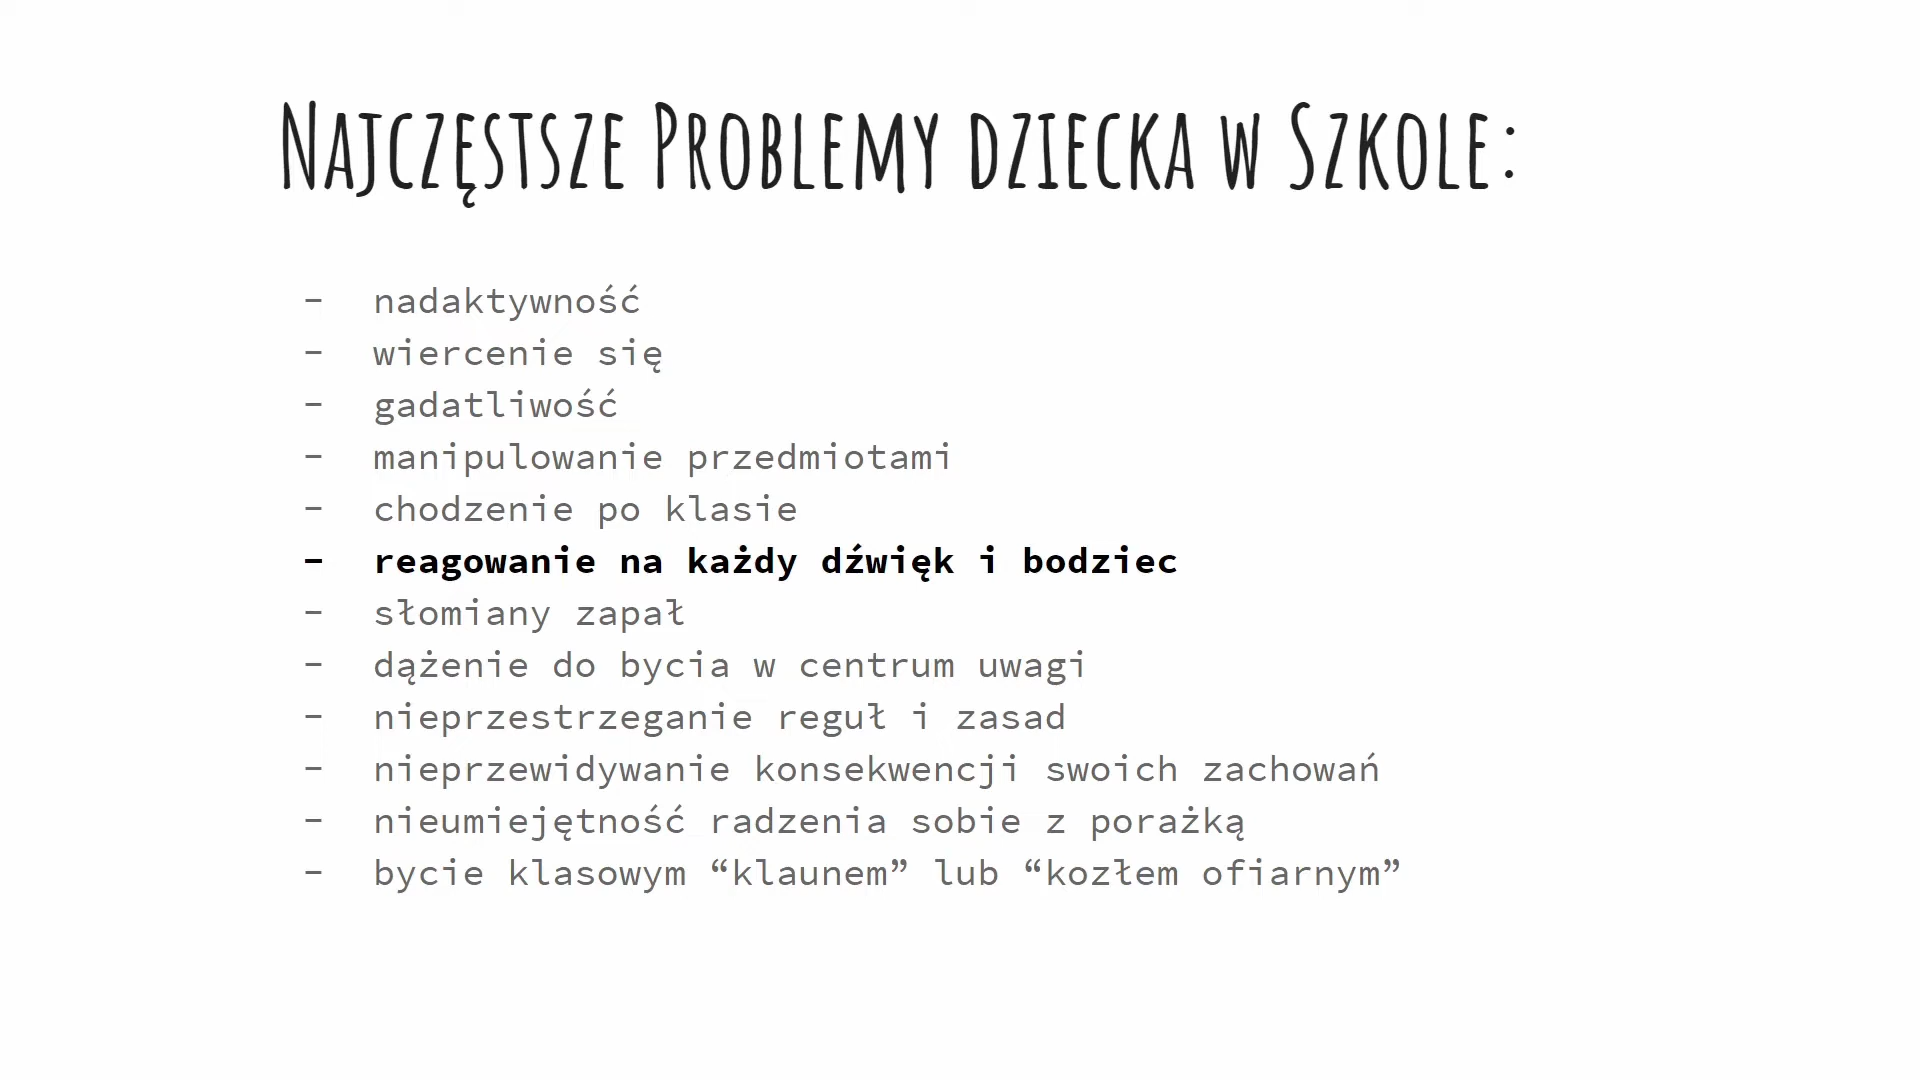 Najczęstsze Problemy dziecka w Szkole:
- nadaktywność
- wiercenie się
- gadatliwość
- manipulowanie przedmiotami
- chodzenie po klasie
- reagowanie na każdy dźwięk i bodziec
- słomiany zapał
- dążenie do bycia w centrum uwagi
- nieprzestrzeganie reguł i zasad
- nieprzewidywanie konsekwencji swoich zachowań
- nieumiejętność radzenia sobie z porażką
- bycie klasowym “klaunem” lub “kozłem ofiarnym”